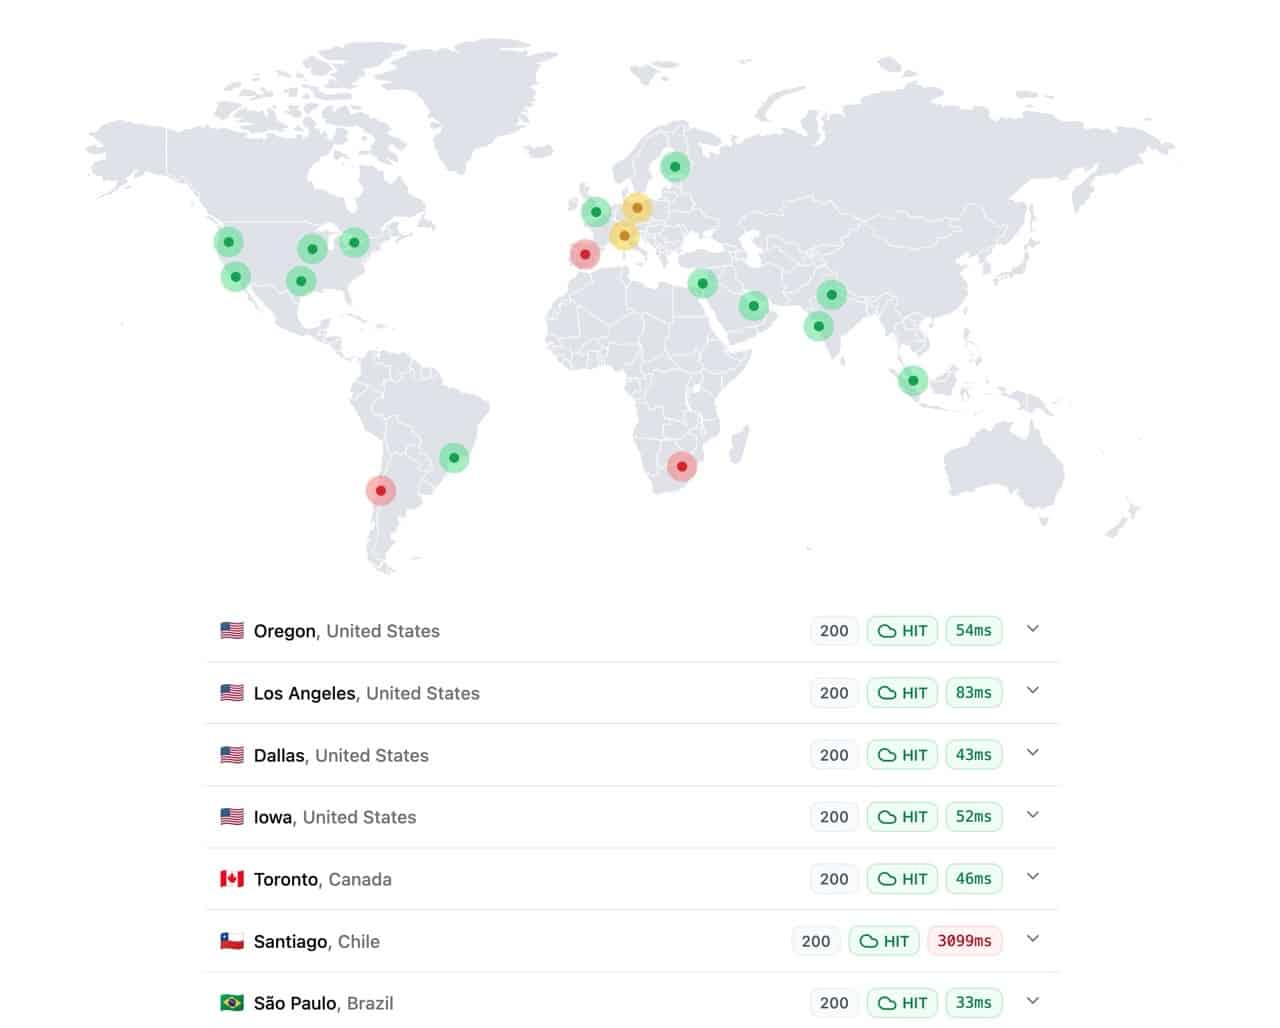 Oregon, United States 200 HIT 54ms
Los Angeles, United States 200 HIT 83ms
Dallas, United States 200 HIT 43ms
Iowa, United States 200 HIT 52ms
Toronto, Canada 200 HIT 46ms
Santiago, Chile 200 HIT 3099ms
São Paulo, Brazil 200 HIT 33ms